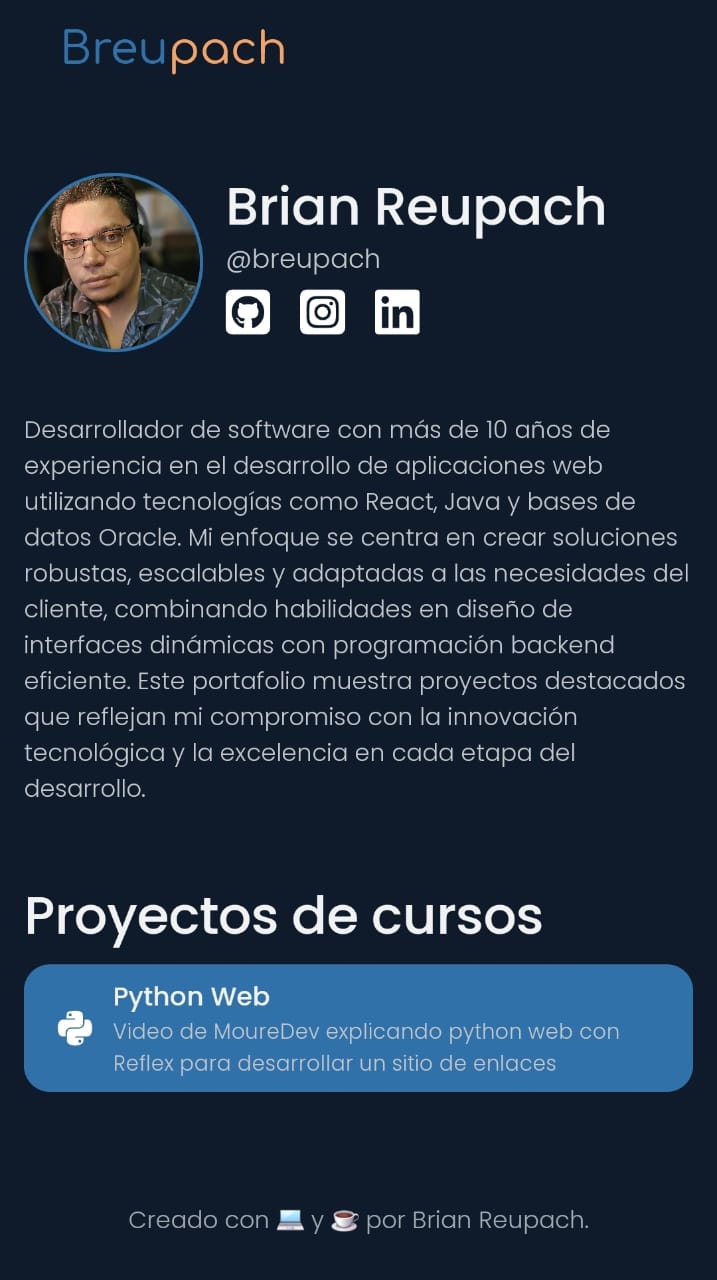 Breupach
Brian Reupach
@breupach
in
Desarrollador de software con más de 10 años de
experiencia en el desarrollo de aplicaciones web
utilizando tecnologías como React, Java y bases de
datos Oracle. Mi enfoque se centra en crear soluciones
robustas, escalables y adaptadas a las necesidades del
cliente, combinando habilidades en diseño de
interfaces dinámicas con programación backend
eficiente. Este portafolio muestra proyectos destacados
que reflejan mi compromiso con la innovación
tecnológica y la excelencia en cada etapa del
desarrollo.
Proyectos de cursos
Python Web
Video de MoureDev explicando python web con
Reflex para desarrollar un sitio de enlaces
Creado con 💻 y ☕ por Brian Reupach.